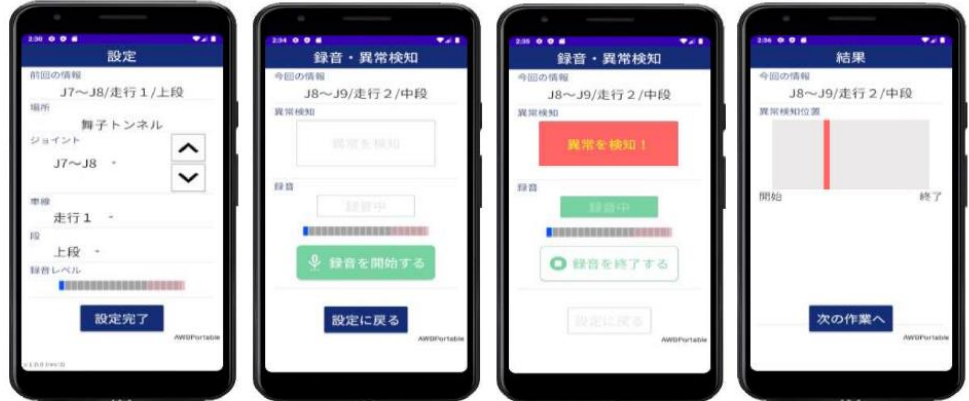 2:30
設定
前回の情報
J7～J8/走行1/上段
場所
舞子トンネル
ジョイント
J7～J8
車線
走行1
段
上段
録音レベル
設定完了
AWDPortable
2:34
録音・異常検知
今回の情報
J8～J9/走行2/中段
異常検知
異常を検知
録音
録音中
録音を開始する
設定に戻る
AWDPortable
2:35
録音・異常検知
今回の情報
J8～J9/走行2/中段
異常検知
異常を検知！
録音
録音中
録音を終了する
設定に戻る
AWDPortable
2:36
結果
今回の情報
J8～J9/走行2/中段
異常検知位置
開始 終了
次の作業へ
AWDPortable